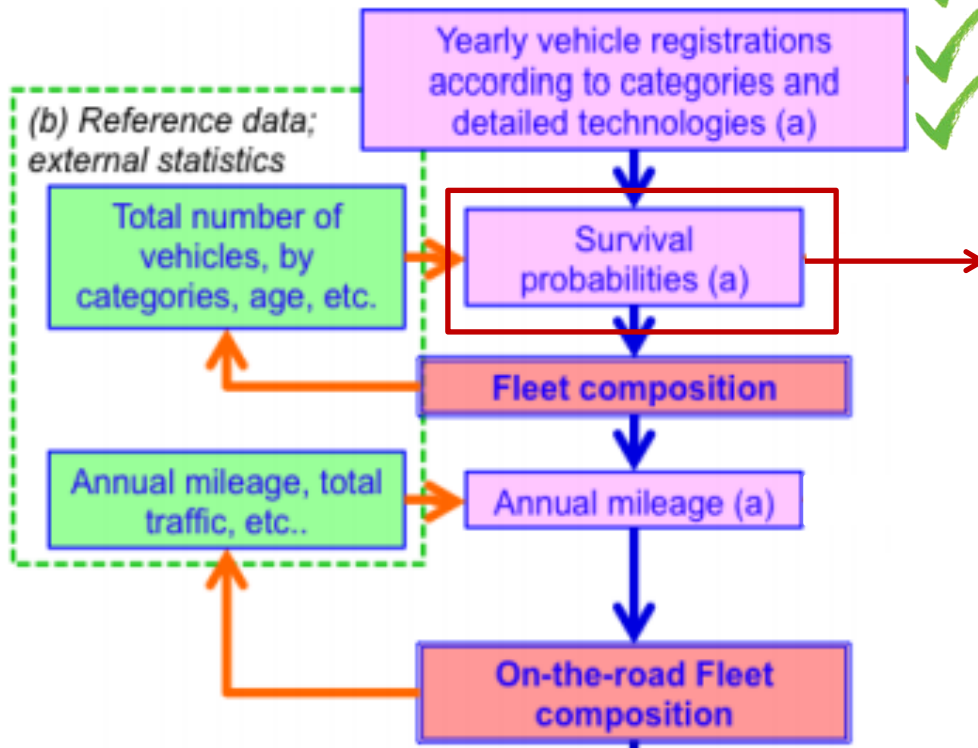 Yearly vehicle registrations
according to categories and
detailed technologies (a)
(b) Reference data;
external statistics
Total number of
vehicles, by
categories, age, etc.
Survival
probabilities (a)
Fleet composition
Annual mileage, total
traffic, etc..
Annual mileage (a)
On-the-road Fleet
composition